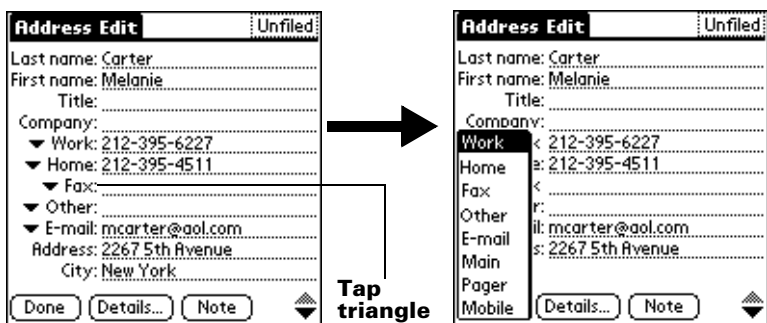 Address Edit Unfiled
Last name: Carter
First name: Melanie
Title:
Company:
Work: 212-395-6227
Home: 212-395-4511
Fax:
Other:
E-mail: mcarter@aol.com
Address: 2267 5th Avenue
City: New York
Done Details... Note
Tap
triangle
Address Edit Unfiled
Last name: Carter
First name: Melanie
Title:
Company:
Work k 212-395-6227
Home e: 212-395-4511
Fax
Other r:
E-mail il: mcarter@aol.com
Main s: 2267 5th Avenue
Pager
Mobile Details... Note